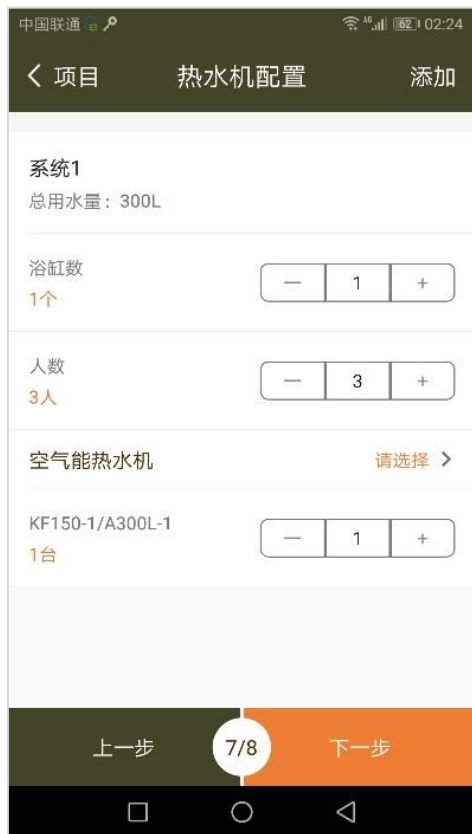 中国联通 46 62 02:24
项目 热水机配置 添加
系统1
总用水量：300L
浴缸数
1个
— 1 +
人数
3人
— 3 +
空气能热水机 请选择
KF150-1/A300L-1
1台
— 1 +
上一步 7/8 下一步